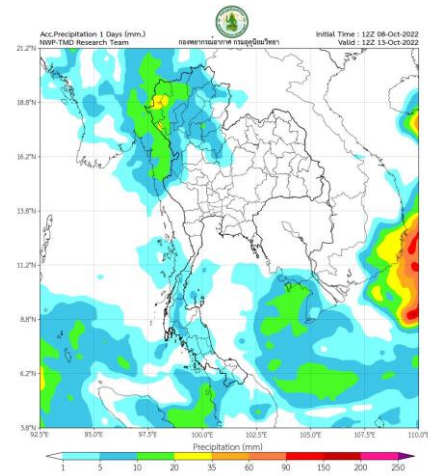 Acc.Precipitation 1 Days (mm.)
NWP-TMD Research Team
กองพยากรณ์อากาศ กรมอุตุนิยมวิทยา
Initial Time : 12Z 08-Oct-2022
Valid : 12Z 13-Oct-2022
21.2°N
18.8°N
16.2°N
13.8°N
11.2°N
8.8°N
6.2°N
3.8°N
92.5°E 95.0°E 97.5°E 100.0°E 102.5°E 105.0°E 107.5°E 110.0°E
Precipitation (mm)
1 5 10 20 35 60 90 150 200 250